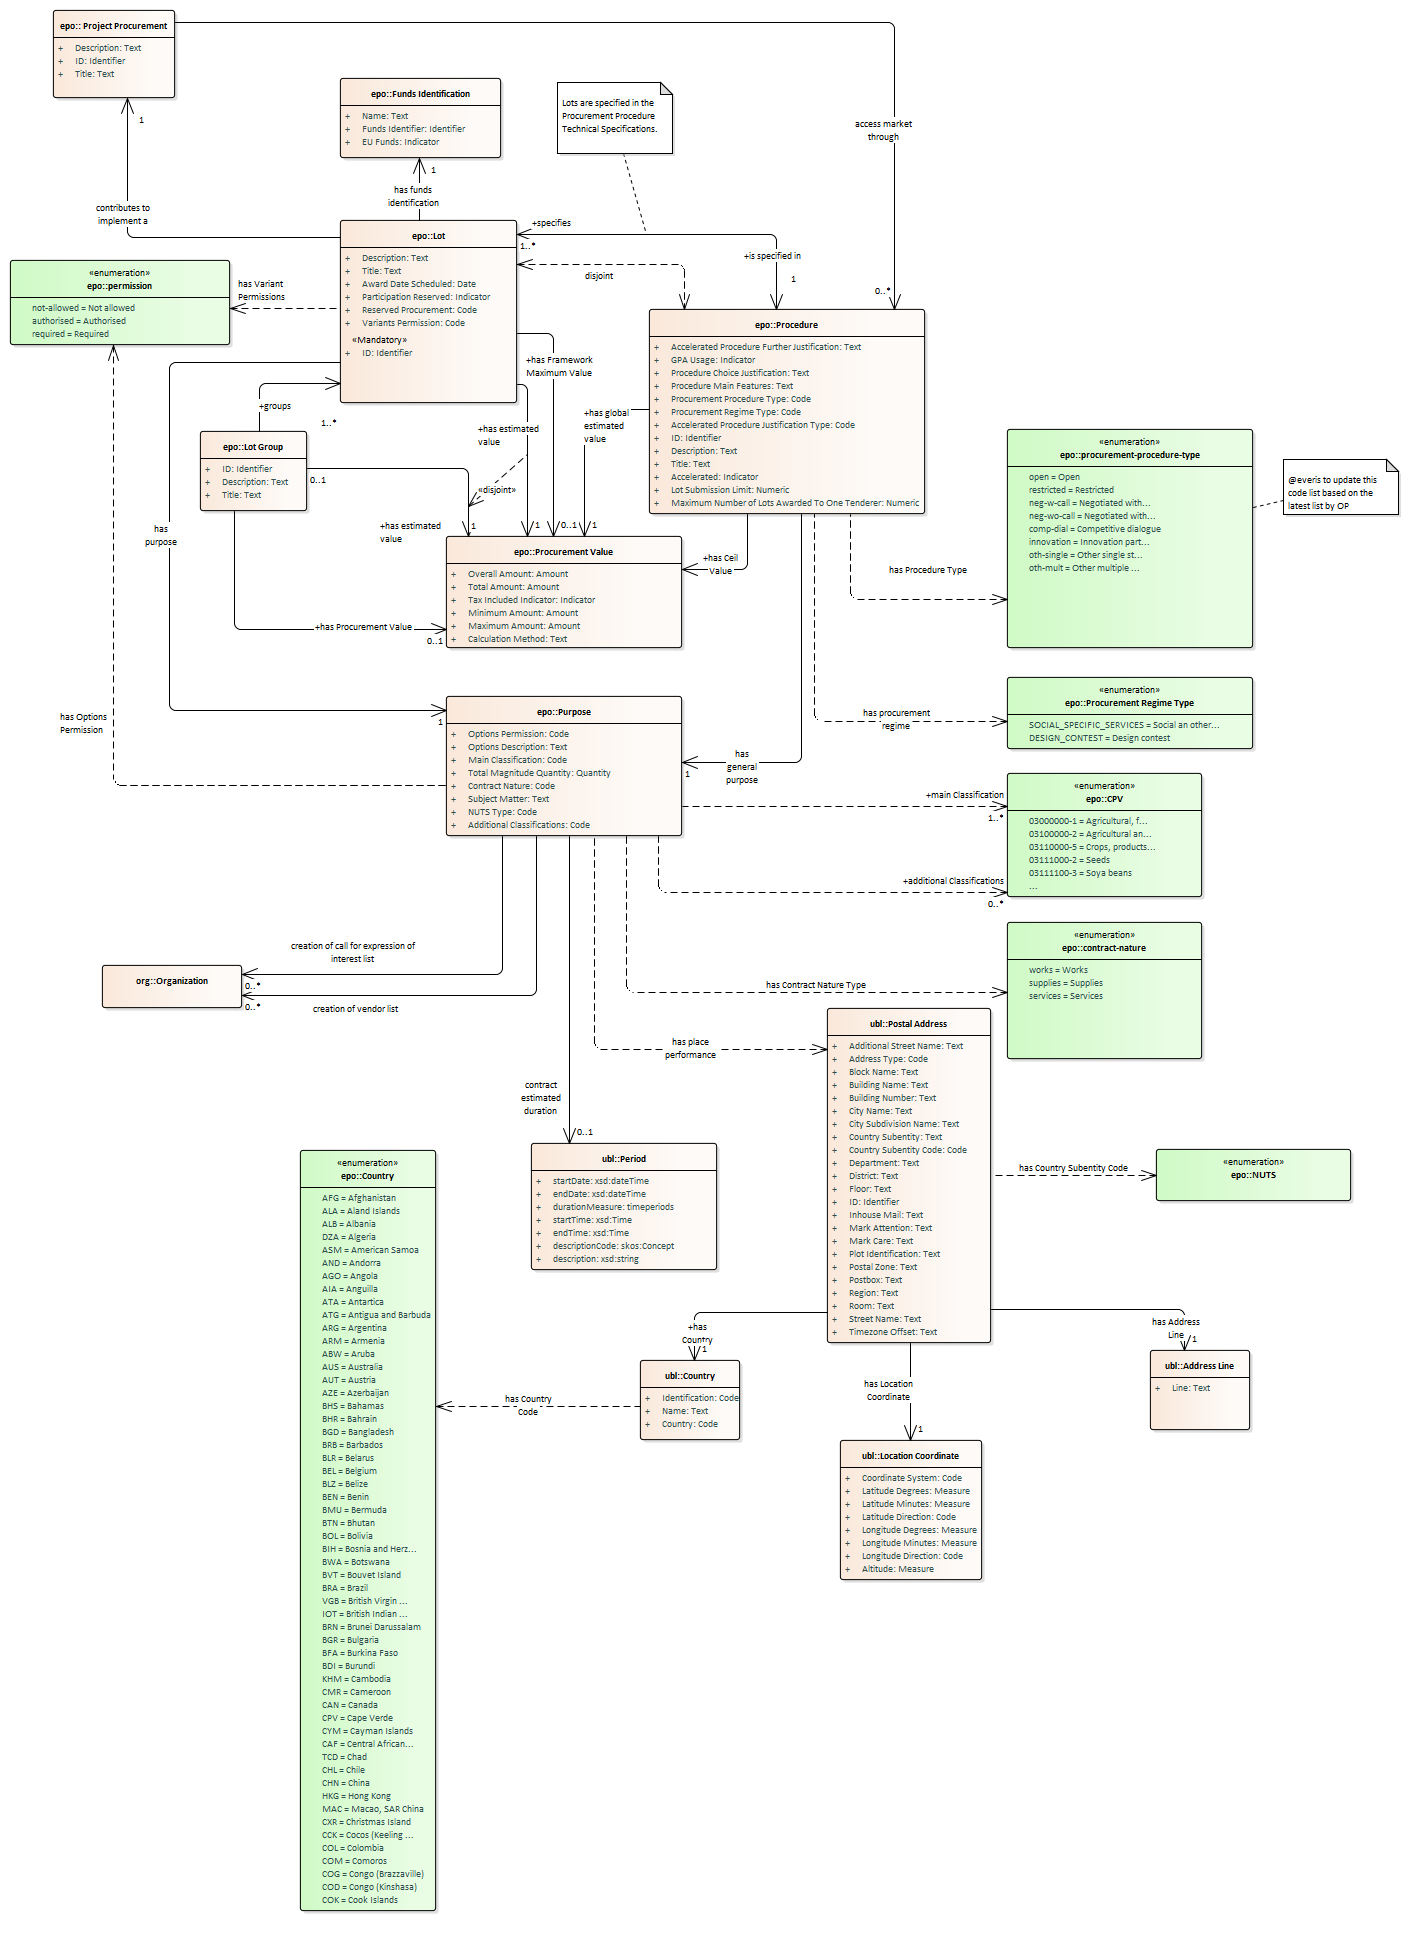 epo:: Project Procurement
+ Description: Text
+ ID: Identifier
+ Title: Text
1
contributes to
implement a
access market
through
0..*
epo::Funds Identification
+ Name: Text
+ Funds Identifier: Identifier
+ EU Funds: Indicator
1
has funds
identification
Lots are specified in the
Procurement Procedure
Technical Specifications.
epo::Lot
+ Description: Text
+ Title: Text
+ Award Date Scheduled: Date
+ Participation Reserved: Indicator
+ Reserved Procurement: Code
+ Variants Permission: Code
«Mandatory»
+ ID: Identifier
+specifies
1..*
+is specified in
1
disjoint
«enumeration»
epo::permission
not-allowed = Not allowed
authorised = Authorised
required = Required
has Variant
Permissions
+has Framework
Maximum Value
+groups
1..*
+has estimated
value
«disjoint»
+has global
estimated
value
epo::Lot Group
+ ID: Identifier
+ Description: Text
+ Title: Text
0..1
+has estimated
value
1
1
0..1
1
has
purpose
epo::Procedure
+ Accelerated Procedure Further Justification: Text
+ GPA Usage: Indicator
+ Procedure Choice Justification: Text
+ Procedure Main Features: Text
+ Procurement Procedure Type: Code
+ Procurement Regime Type: Code
+ Accelerated Procedure Justification Type: Code
+ ID: Identifier
+ Description: Text
+ Title: Text
+ Accelerated: Indicator
+ Lot Submission Limit: Numeric
+ Maximum Number of Lots Awarded To One Tenderer: Numeric
«enumeration»
epo::procurement-procedure-type
open = Open
restricted = Restricted
neg-w-call = Negotiated with...
neg-wo-call = Negotiated with...
comp-dial = Competitive dialogue
innovation = Innovation part...
oth-single = Other single st...
oth-mult = Other multiple ...
@everis to update this
code list based on the
latest list by OP
epo::Procurement Value
+ Overall Amount: Amount
+ Total Amount: Amount
+ Tax Included Indicator: Indicator
+ Minimum Amount: Amount
+ Maximum Amount: Amount
+ Calculation Method: Text
+has Ceil
Value
has Procedure Type
+has Procurement Value
0..1
«enumeration»
epo::Procurement Regime Type
SOCIAL_SPECIFIC_SERVICES = Social an other...
DESIGN_CONTEST = Design contest
has procurement
regime
has Options
Permission
1
epo::Purpose
+ Options Permission: Code
+ Options Description: Text
+ Main Classification: Code
+ Total Magnitude Quantity: Quantity
+ Contract Nature: Code
+ Subject Matter: Text
+ NUTS Type: Code
+ Additional Classifications: Code
has
general
purpose
1
+main Classification
1..*
«enumeration»
epo::CPV
03000000-1 = Agricultural, f...
03100000-2 = Agricultural an...
03110000-5 = Crops, products...
03111000-2 = Seeds
03111100-3 = Soya beans
...
+additional Classifications
0..*
«enumeration»
epo::contract-nature
works = Works
supplies = Supplies
services = Services
has Contract Nature Type
creation of call for expression of
interest list
org::Organization
0..*
0..*
creation of vendor list
has place
performance
contract
estimated
duration
0..1
ubl::Postal Address
+ Additional Street Name: Text
+ Address Type: Code
+ Block Name: Text
+ Building Name: Text
+ Building Number: Text
+ City Name: Text
+ City Subdivision Name: Text
+ Country Subentity: Text
+ Country Subentity Code: Code
+ Department: Text
+ District: Text
+ Floor: Text
+ ID: Identifier
+ Inhouse Mail: Text
+ Mark Attention: Text
+ Mark Care: Text
+ Plot Identification: Text
+ Postal Zone: Text
+ Postbox: Text
+ Region: Text
+ Room: Text
+ Street Name: Text
+ Timezone Offset: Text
has Country Subentity Code
«enumeration»
epo::NUTS
ubl::Period
+ startDate: xsd:dateTime
+ endDate: xsd:dateTime
+ durationMeasure: timeperiods
+ startTime: xsd:Time
+ endTime: xsd:Time
+ descriptionCode: skos:Concept
+ description: xsd:string
+has
Country
1
has Address
Line
1
ubl::Address Line
+ Line: Text
ubl::Country
+ Identification: Code
+ Name: Text
+ Country: Code
has Country
Code
has Location
Coordinate
1
ubl::Location Coordinate
+ Coordinate System: Code
+ Latitude Degrees: Measure
+ Latitude Minutes: Measure
+ Latitude Direction: Code
+ Longitude Degrees: Measure
+ Longitude Minutes: Measure
+ Longitude Direction: Code
+ Altitude: Measure
«enumeration»
epo::Country
AFG = Afghanistan
ALA = Aland Islands
ALB = Albania
DZA = Algeria
ASM = American Samoa
AND = Andorra
AGO = Angola
AIA = Anguilla
ATA = Antartica
ATG = Antigua and Barbuda
ARG = Argentina
ARM = Armenia
ABW = Aruba
AUS = Australia
AUT = Austria
AZE = Azerbaijan
BHS = Bahamas
BHR = Bahrain
BGD = Bangladesh
BRB = Barbados
BLR = Belarus
BEL = Belgium
BLZ = Belize
BEN = Benin
BMU = Bermuda
BTN = Bhutan
BOL = Bolivia
BIH = Bosnia and Herz...
BWA = Botswana
BVT = Bouvet Island
BRA = Brazil
VGB = British Virgin ...
IOT = British Indian ...
BRN = Brunei Darussalam
BGR = Bulgaria
BFA = Burkina Faso
BDI = Burundi
KHM = Cambodia
CMR = Cameroon
CAN = Canada
CPV = Cape Verde
CYM = Cayman Islands
CAF = Central African...
TCD = Chad
CHL = Chile
CHN = China
HKG = Hong Kong
MAC = Macao, SAR China
CXR = Christmas Island
CCK = Cocos (Keeling ...
COL = Colombia
COM = Comoros
COG = Congo (Brazzaville)
COD = Congo (Kinshasa)
COK = Cook Islands